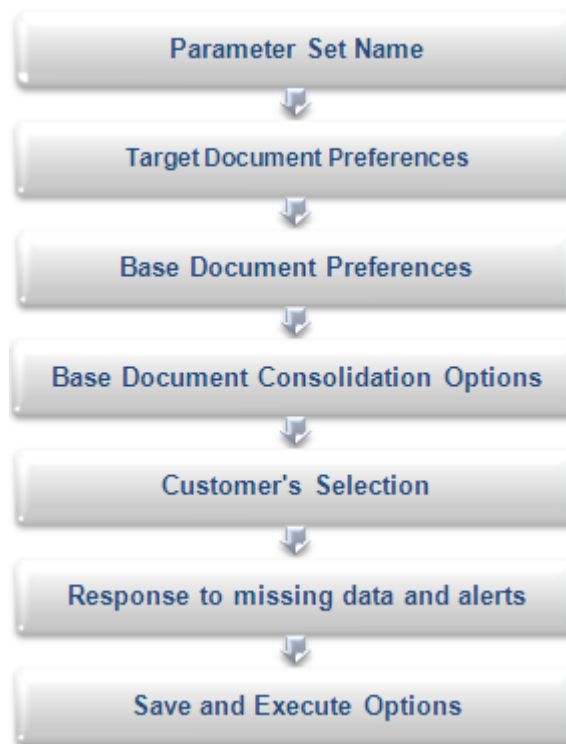 Parameter Set Name
Target Document Preferences
Base Document Preferences
Base Document Consolidation Options
Customer's Selection
Response to missing data and alerts
Save and Execute Options